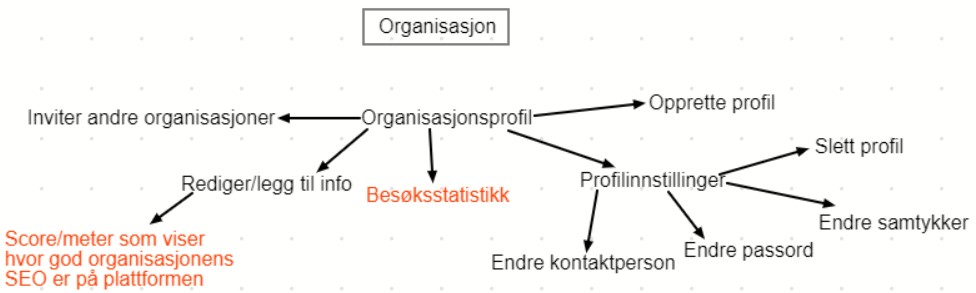 Organisasjon
Opprette profil
Inviter andre organisasjoner
Organisasjonsprofil
Slett profil
Rediger/legg til info
Besøksstatistikk
Profilinnstillinger
Endre samtykker
Score/meter som viser
hvor god organisasjonens
SEO er på plattformen
Endre kontaktperson
Endre passord